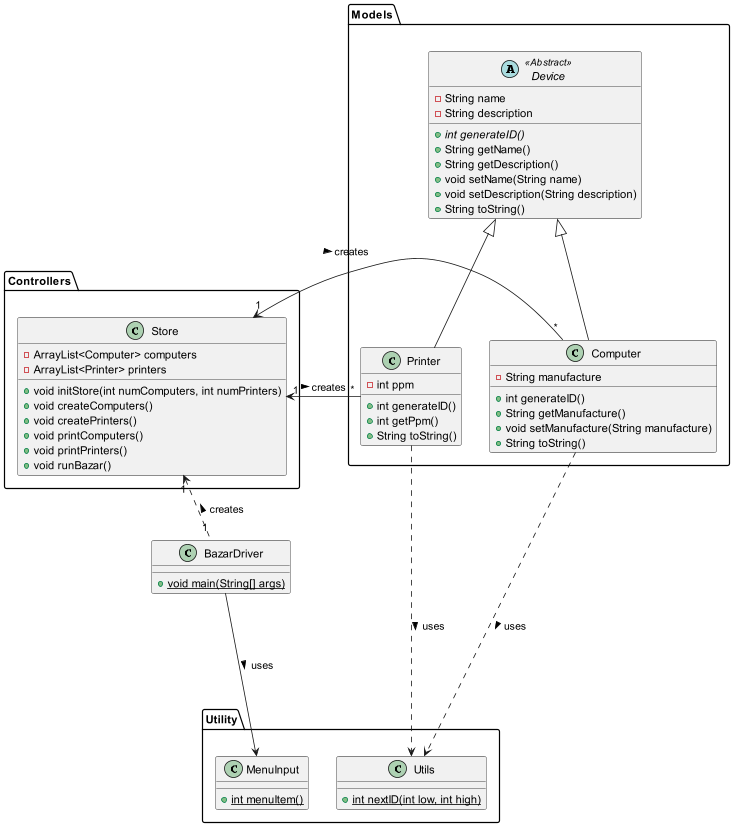 Models
A
«Abstract»
Device
String name
String description
int generateID()
String getName()
String getDescription()
void setName(String name)
void setDescription(String description)
String toString()
creates
Controllers
1
*
C Store
ArrayList<Computer> computers
ArrayList<Printer> printers
void initStore(int numComputers, int numPrinters)
void createComputers()
void createPrinters()
void printComputers()
void printPrinters()
void runBazar()
1 creates *
C Printer
int ppm
int generateID()
int getPpm()
String toString()
C Computer
String manufacture
int generateID()
String getManufacture()
void setManufacture(String manufacture)
String toString()
1
creates
1
C BazarDriver
void main(String[] args)
uses
uses
uses
Utility
C MenuInput
int menuItem()
C Utils
int nextID(int low, int high)